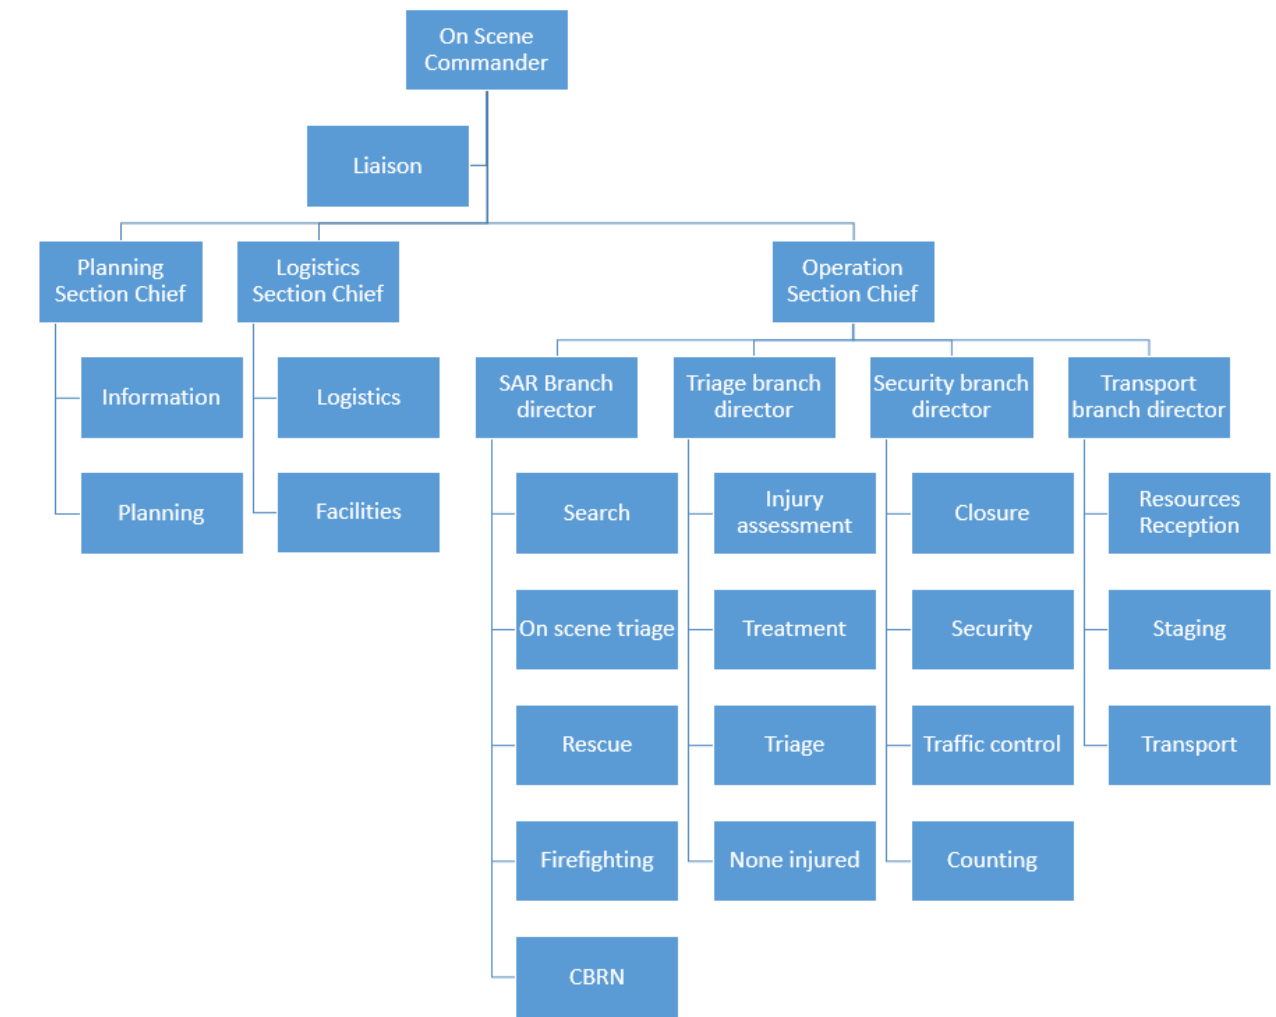 On Scene
Commander
Liaison
Planning
Section Chief
Logistics
Section Chief
Operation
Section Chief
Information
Planning
Logistics
Facilities
SAR Branch
director
Search
On scene triage
Rescue
Firefighting
CBRN
Triage branch
director
Injury
assessment
Treatment
Triage
None injured
Security branch
director
Closure
Security
Traffic control
Counting
Transport
branch director
Resources
Reception
Staging
Transport